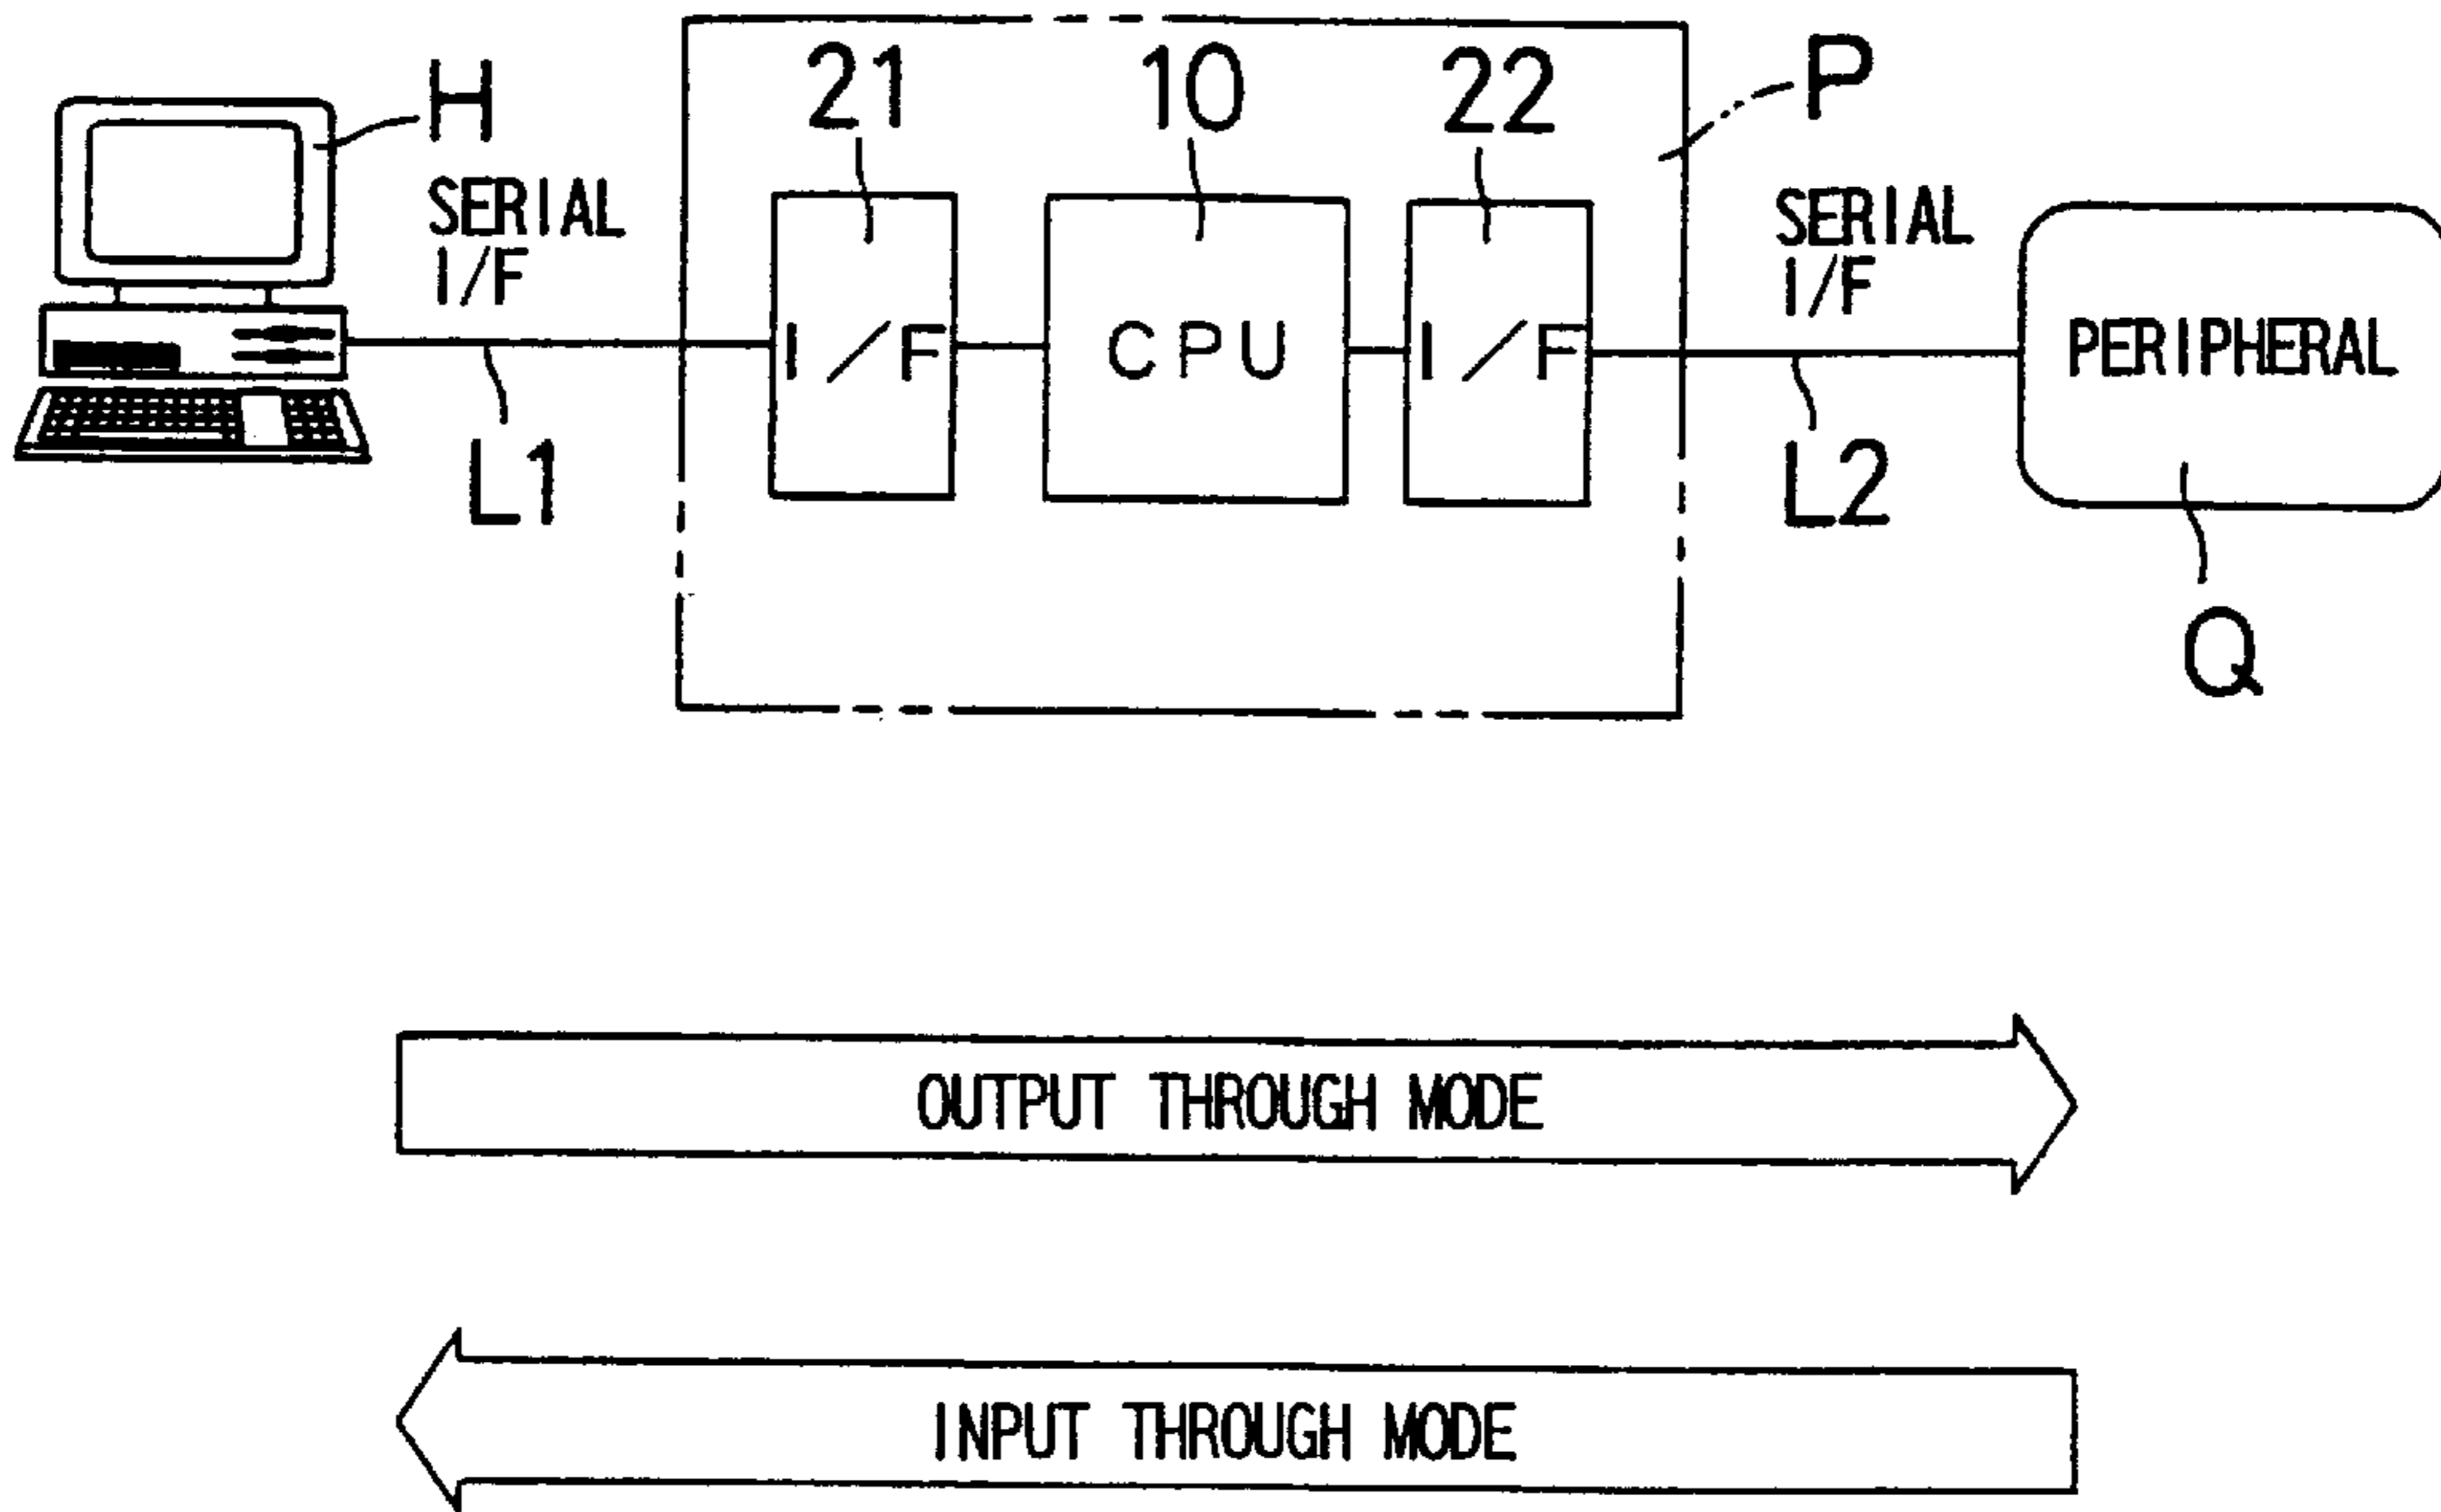 H
21
10
22
P
SERIAL
I/F
SERIAL
I/F
I/F
CPU
I/F
PERIPHERAL
L1
L2
Q
OUTPUT THROUGH MODE
INPUT THROUGH MODE